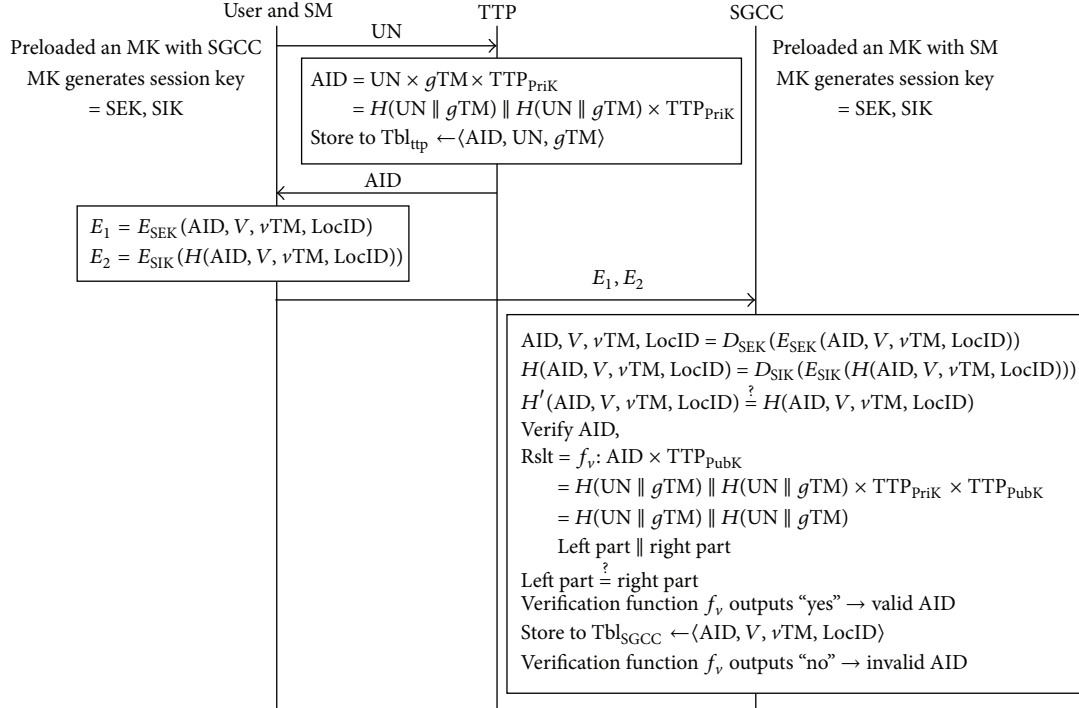 User and SM
TTP
SGCC
UN
Preloaded an MK with SGCC
MK generates session key
= SEK, SIK
Preloaded an MK with SM
MK generates session key
= SEK, SIK
AID = UN × gTM × TTP_PriK
= H(UN ∥ gTM) ∥ H(UN ∥ gTM) × TTP_PriK
Store to Tbl_ttp ←⟨AID, UN, gTM⟩
AID
E₁ = E_SEK(AID, V, vTM, LocID)
E₂ = E_SIK(H(AID, V, vTM, LocID))
E₁, E₂
AID, V, vTM, LocID = D_SEK(E_SEK(AID, V, vTM, LocID))
H(AID, V, vTM, LocID) = D_SIK(E_SIK(H(AID, V, vTM, LocID)))
H′(AID, V, vTM, LocID) ≟ H(AID, V, vTM, LocID)
Verify AID,
Rslt = f_v: AID × TTP_PubK
= H(UN ∥ gTM) ∥ H(UN ∥ gTM) × TTP_PriK × TTP_PubK
= H(UN ∥ gTM) ∥ H(UN ∥ gTM)
Left part ∥ right part
Left part ≟ right part
Verification function f_v outputs “yes” → valid AID
Store to Tbl_SGCC ←⟨AID, V, vTM, LocID⟩
Verification function f_v outputs “no” → invalid AID